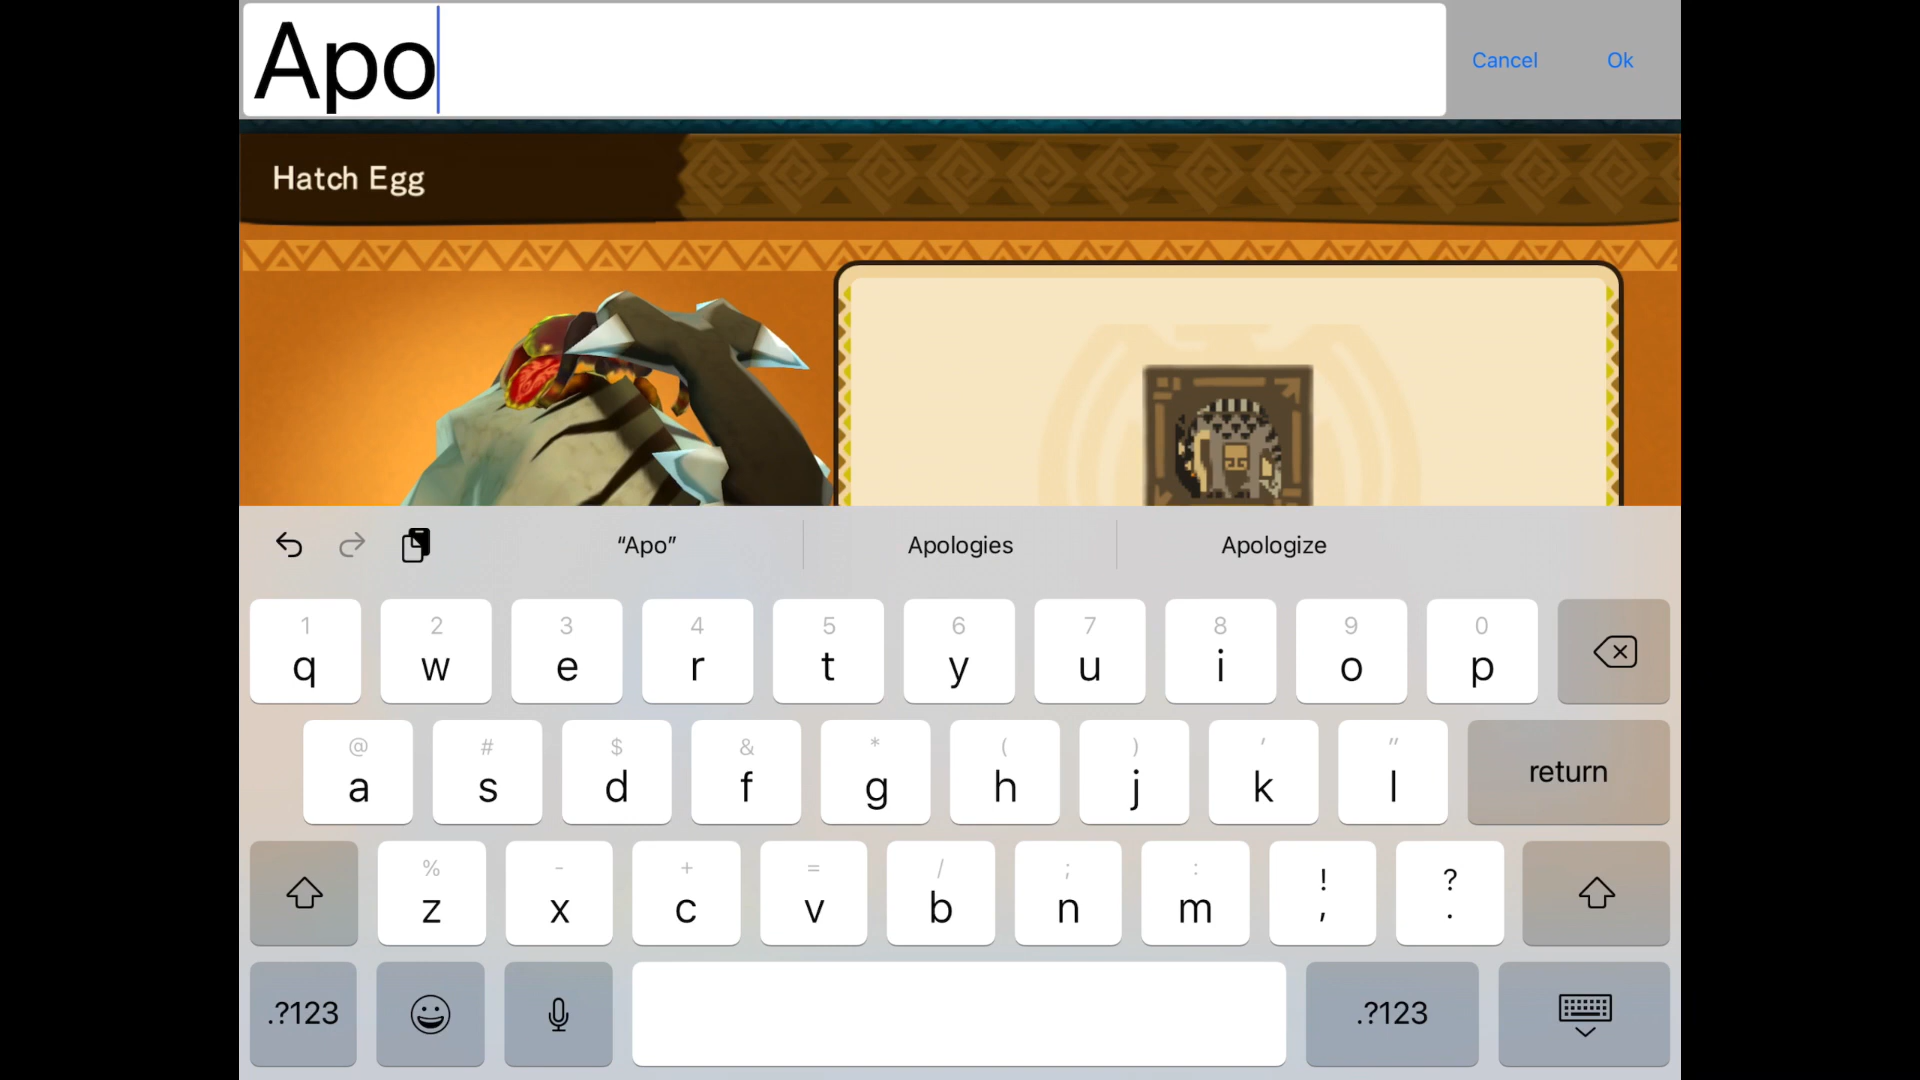 Apo
Cancel
Ok
Hatch Egg
“Apo”
Apologies
Apologize
1 2 3 4 5 6 7 8 9 0
q w e r t y u i o p
@ # $ & * ( ) ' "
a s d f g h j k l
return
% - + = / ; : ! ?
z x c v b n m , .
.?123
.?123